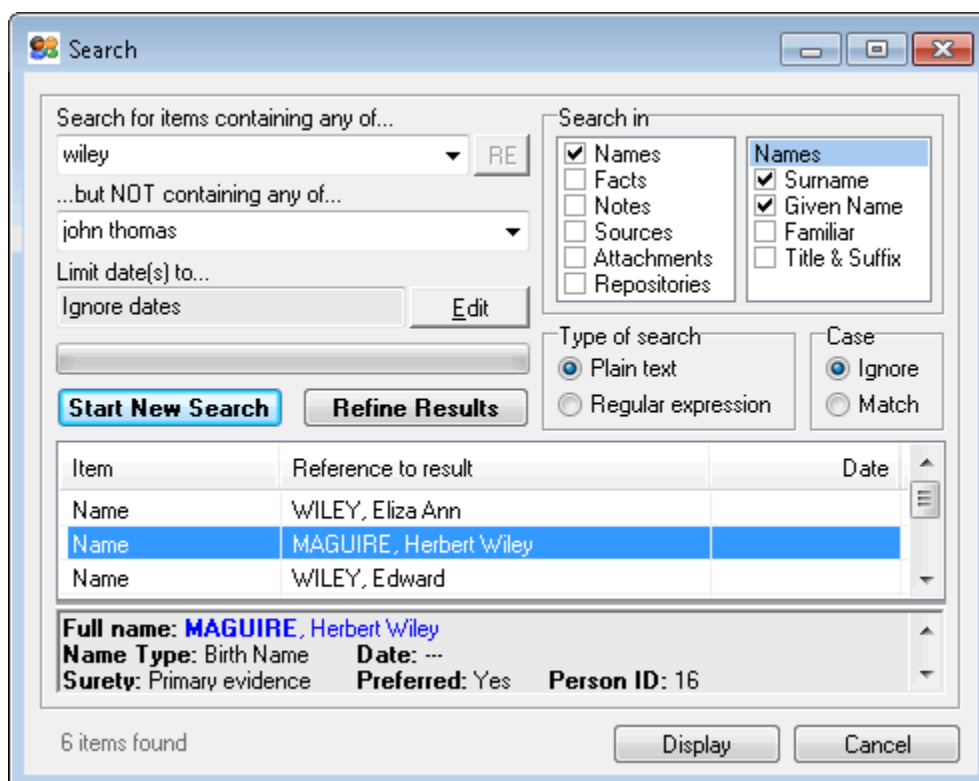 Search
Search for items containing any of...
wiley
RE
...but NOT containing any of...
john thomas
Limit date(s) to...
Ignore dates
Edit
Start New Search
Refine Results
Search in
Names
Facts
Notes
Sources
Attachments
Repositories
Names
Surname
Given Name
Familiar
Title & Suffix
Type of search
Plain text
Regular expression
Case
Ignore
Match
Item Reference to result Date
Name WILEY, Eliza Ann
Name MAGUIRE, Herbert Wiley
Name WILEY, Edward
Full name: MAGUIRE, Herbert Wiley
Name Type: Birth Name Date: ---
Surety: Primary evidence Preferred: Yes Person ID: 16
6 items found
Display
Cancel